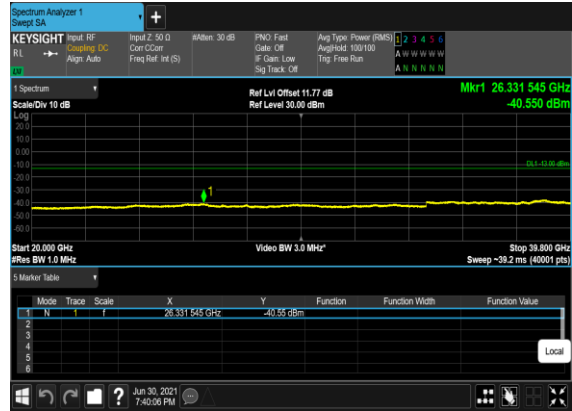 Spectrum Analyzer 1
Swept SA
KEYSIGHT Input: RF Input Z: 50 Ω #Atten: 30 dB PNO: Fast Avg Type: Power (RMS) 1 2 3 4 5 6
R L Coupling: DC Corr CCorr Gate: Off Avg|Hold: 100/100 A W W W W W
Align: Auto Freq Ref: Int (S) IF Gain: Low Trig: Free Run
Sig Track: Off A N N N N N
1 Spectrum Ref Lvl Offset 11.77 dB Mkr1 26.331 545 GHz
Scale/Div 10 dB Ref Level 30.00 dBm -40.550 dBm
Log
20.0
10.0
0.00
-10.0 DL1 -13.00 dBm
-20.0
-30.0 1
-40.0
-50.0
-60.0
Start 20.000 GHz Video BW 3.0 MHz* Stop 39.800 GHz
#Res BW 1.0 MHz Sweep ~39.2 ms (40001 pts)
5 Marker Table
Mode Trace Scale X Y Function Function Width Function Value
1 N 1 f 26.331 545 GHz -40.55 dBm
2
3
4
5
6
Local
? Jun 30, 2021
7:40:06 PM